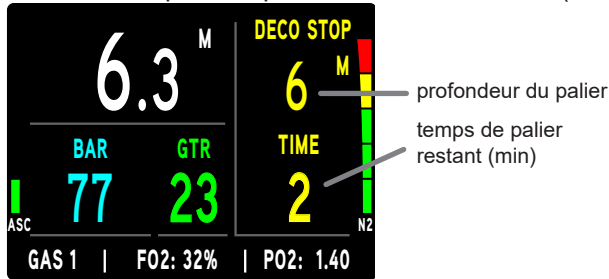 DECO STOP
6.3 M
6 M
profondeur du palier
temps de palier
restant (min)
BAR GTR TIME
77 23 2
ASC N2
GAS 1 | FO2: 32% | PO2: 1.40